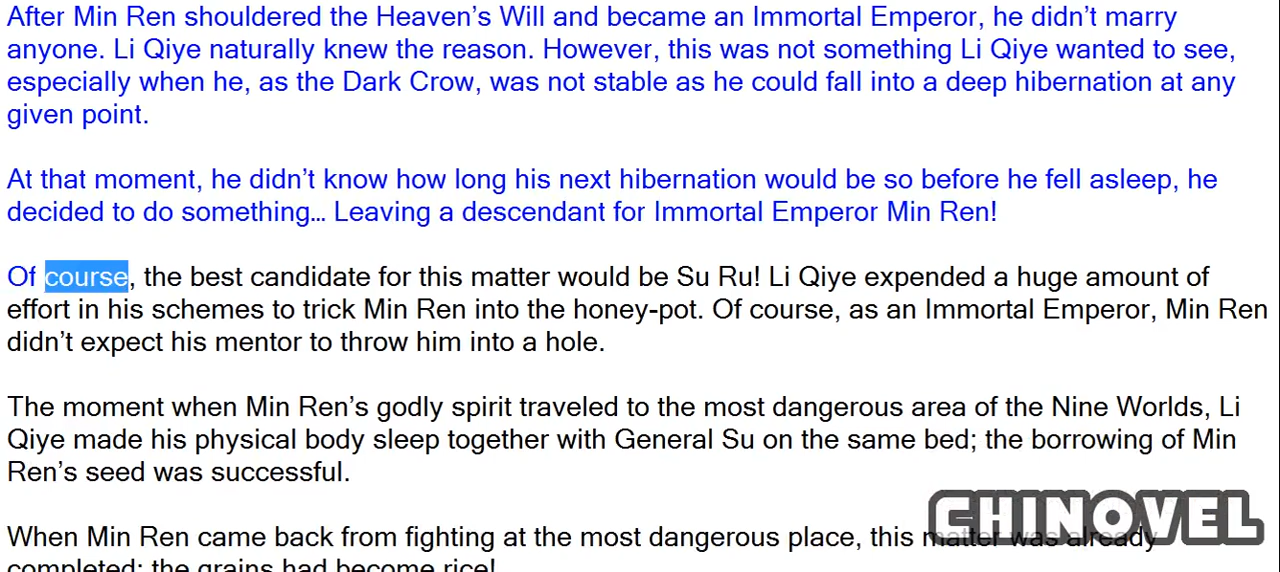 After Min Ren shouldered the Heaven’s Will and became an Immortal Emperor, he didn’t marry
anyone. Li Qiye naturally knew the reason. However, this was not something Li Qiye wanted to see,
especially when he, as the Dark Crow, was not stable as he could fall into a deep hibernation at any
given point.
At that moment, he didn’t know how long his next hibernation would be so before he fell asleep, he
decided to do something… Leaving a descendant for Immortal Emperor Min Ren!
Of course, the best candidate for this matter would be Su Ru! Li Qiye expended a huge amount of
effort in his schemes to trick Min Ren into the honey-pot. Of course, as an Immortal Emperor, Min Ren
didn’t expect his mentor to throw him into a hole.
The moment when Min Ren’s godly spirit traveled to the most dangerous area of the Nine Worlds, Li
Qiye made his physical body sleep together with General Su on the same bed; the borrowing of Min
Ren’s seed was successful.
When Min Ren came back from fighting at the most dangerous place, this matter was already
completed; the grains had become rice!
CHINOVEL